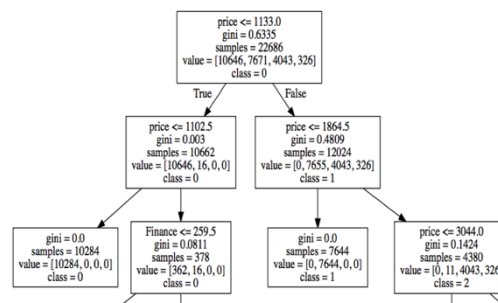 price <= 1133.0
gini = 0.6335
samples = 22686
value = [10646, 7671, 4043, 326]
class = 0
True
False
price <= 1102.5
gini = 0.003
samples = 10662
value = [10646, 16, 0, 0]
class = 0
price <= 1864.5
gini = 0.4809
samples = 12024
value = [0, 7655, 4043, 326]
class = 1
gini = 0.0
samples = 10284
value = [10284, 0, 0, 0]
class = 0
Finance <= 259.5
gini = 0.0811
samples = 378
value = [362, 16, 0, 0]
class = 0
gini = 0.0
samples = 7644
value = [0, 7644, 0, 0]
class = 1
price <= 3044.0
gini = 0.1424
samples = 4380
value = [0, 11, 4043, 326]
class = 2